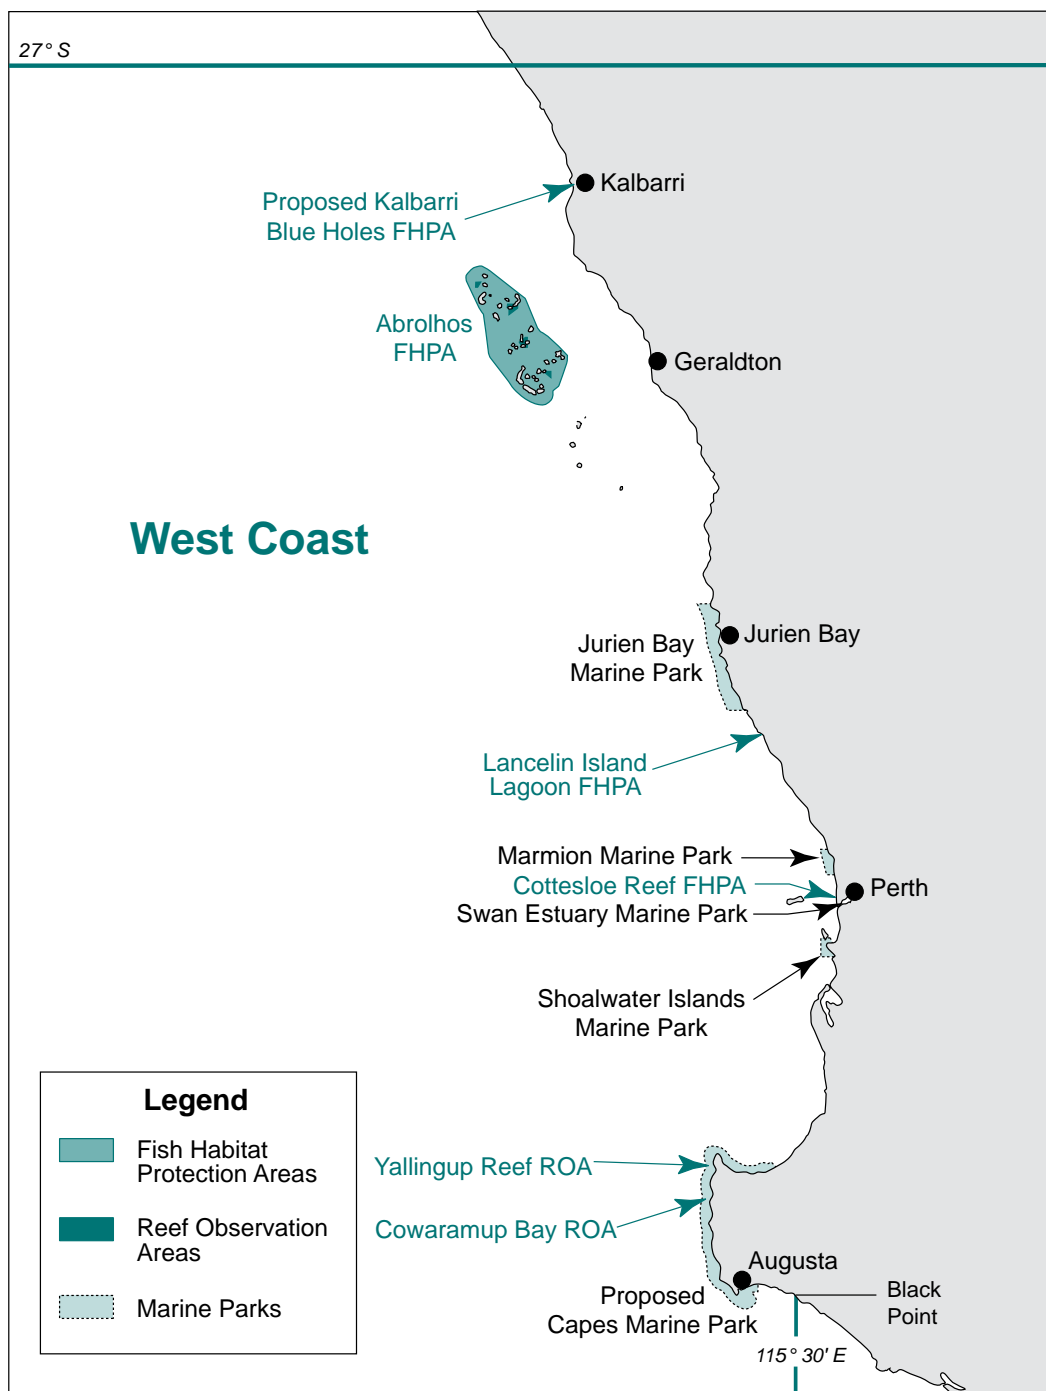 27° S
Kalbarri
Proposed Kalbarri
Blue Holes FHPA
Abrolhos
FHPA
Geraldton
West Coast
Jurien Bay
Jurien Bay
Marine Park
Lancelin Island
Lagoon FHPA
Marmion Marine Park
Cottesloe Reef FHPA
Perth
Swan Estuary Marine Park
Shoalwater Islands
Marine Park
Legend
Fish Habitat
Protection Areas
Reef Observation
Areas
Marine Parks
Yallingup Reef ROA
Cowaramup Bay ROA
Augusta
Proposed
Capes Marine Park
Black
Point
115° 30' E